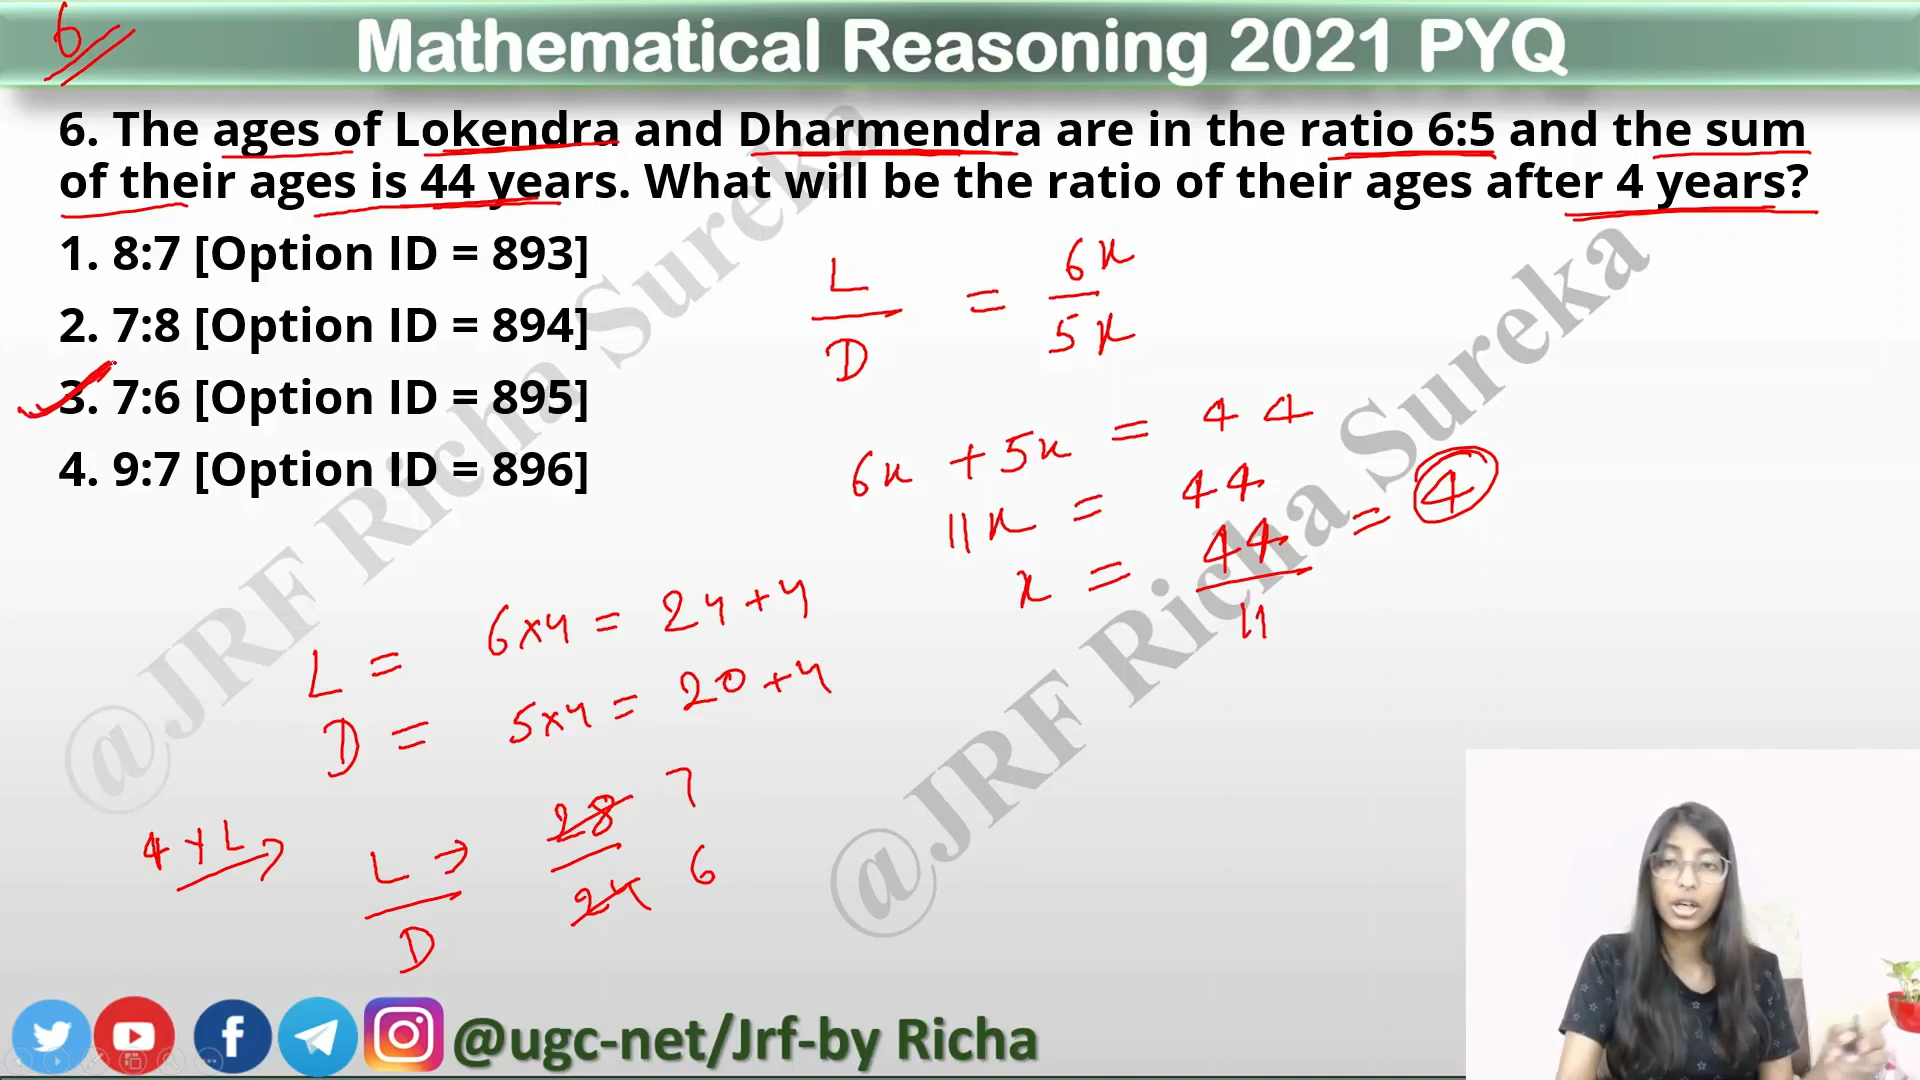 6
Mathematical Reasoning 2021 PYQ
6. The ages of Lokendra and Dharmendra are in the ratio 6:5 and the sum
of their ages is 44 years. What will be the ratio of their ages after 4 years?
1. 8:7 [Option ID = 893]
2. 7:8 [Option ID = 894]
3. 7:6 [Option ID = 895]
4. 9:7 [Option ID = 896]
L/D = 6x/5x
6x + 5x = 44
11x = 44
x = 44/11 = 4
L = 6x4 = 24+4
D = 5x4 = 20+4
4 y L → L/D → 28/24 7/6
@JRF Richa Sureka
@JRF Richa Sureka
@ugc-net/Jrf-by Richa